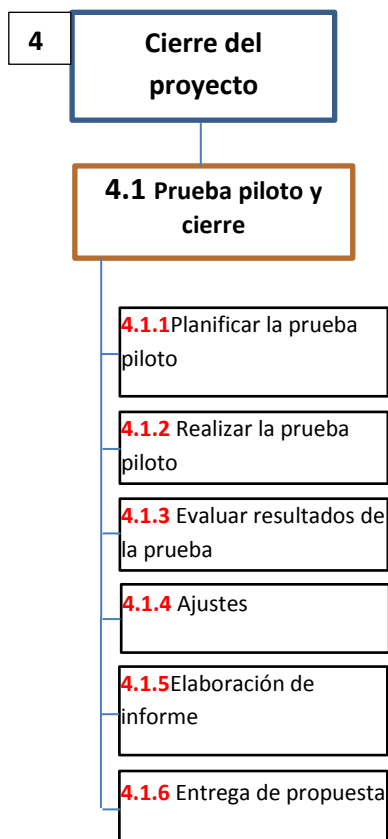 4
Cierre del
proyecto
4.1 Prueba piloto y
cierre
4.1.1Planificar la prueba
piloto
4.1.2 Realizar la prueba
piloto
4.1.3 Evaluar resultados de
la prueba
4.1.4 Ajustes
4.1.5Elaboración de
informe
4.1.6 Entrega de propuesta